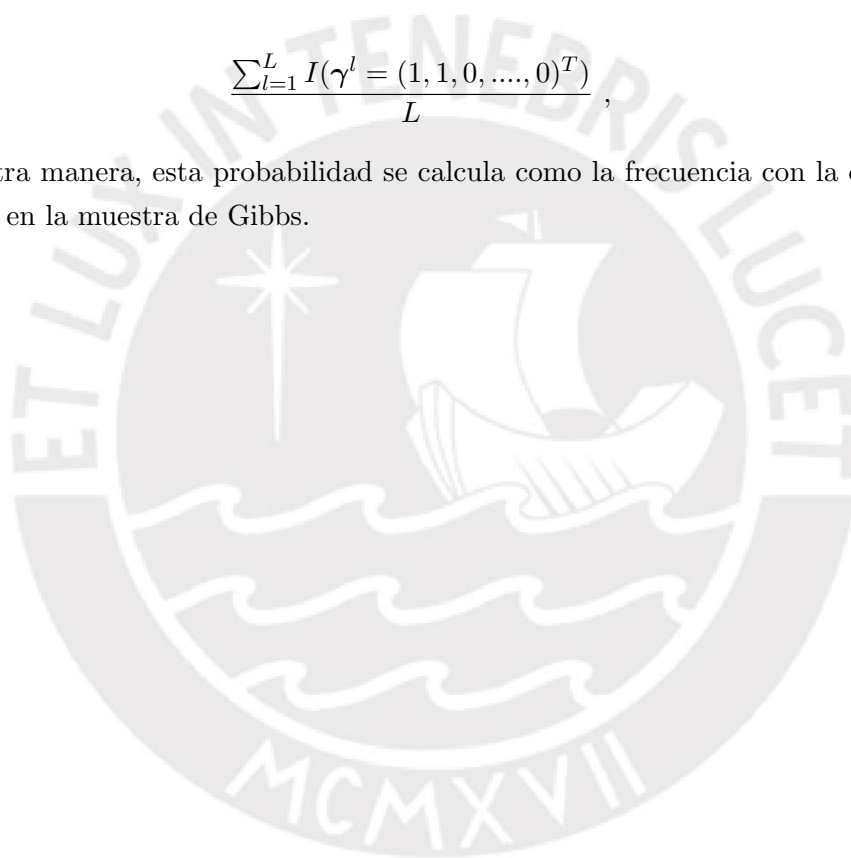 \frac{\sum_{l=1}^{L} I(\boldsymbol{\gamma}^l = (1, 1, 0, ...., 0)^T)}{L} ,
tra manera, esta probabilidad se calcula como la frecuencia con la
en la muestra de Gibbs.
ET LUX IN TENEBRIS LUCET
MCMXVII